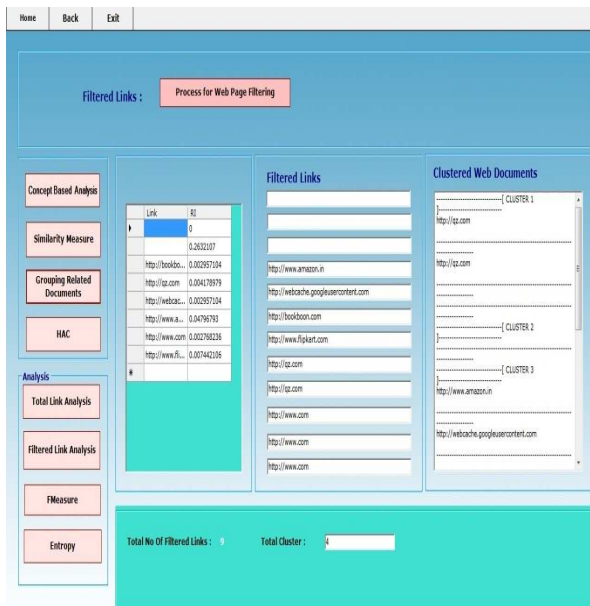 Home Back Exit
Filtered Links : Process for Web Page Filtering
Concept Based Analysis
Similarity Measure
Grouping Related
Documents
HAC
Analysis
Total Link Analysis
Filtered Link Analysis
FMeasure
Entropy
Link RI
0
0.2632107
http://bookbo... 0.002957104
http://qz.com 0.004178979
http://webcac... 0.002957104
http://www.a... 0.04796793
http://www.com 0.002768236
http://www.fli... 0.007442106
Filtered Links
http://www.amazon.in
http://webcache.googleusercontent.com
http://bookboon.com
http://www.flipkart.com
http://qz.com
http://qz.com
http://www.com
http://www.com
http://www.com
Clustered Web Documents
------------------------------[ CLUSTER 1
]------------------------------
http://qz.com
------------------------------
http://qz.com
------------------------------
------------------------------[ CLUSTER 2
]------------------------------
------------------------------[ CLUSTER 3
]------------------------------
http://www.amazon.in
------------------------------
http://webcache.googleusercontent.com
------------------------------
Total No Of Filtered Links : 9 Total Cluster : 4